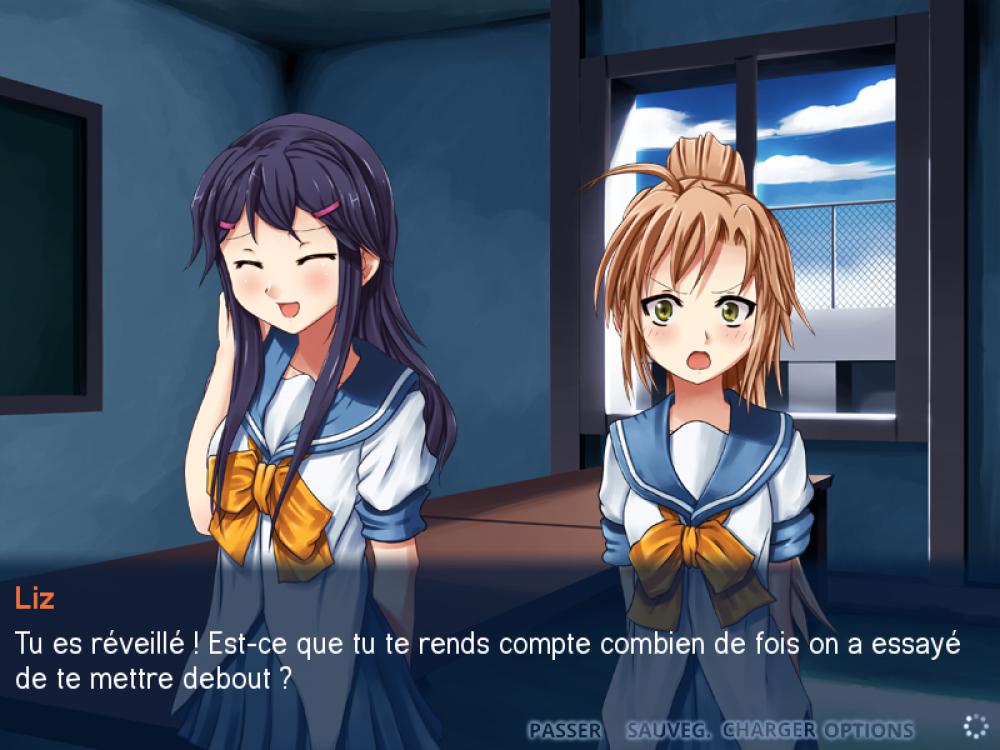 Liz
Tu es réveillé ! Est-ce que tu te rends compte combien de fois on a essayé
de te mettre debout ?
PASSER SAUVEG. CHARGER OPTIONS